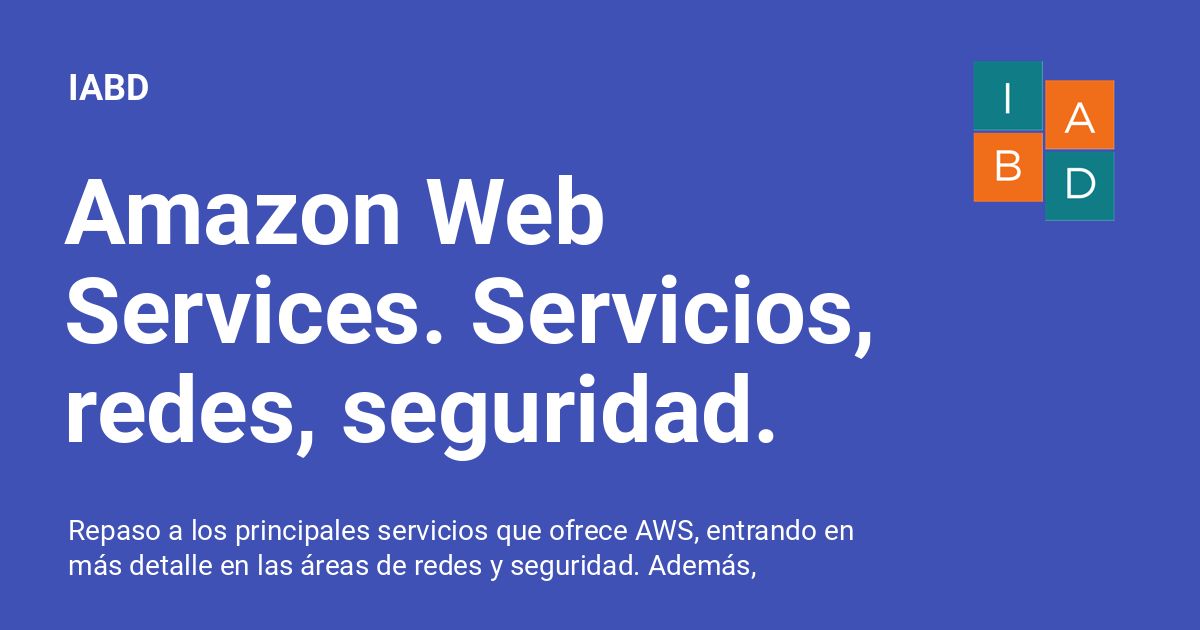 IABD
I
A
B
D
Amazon Web
Services. Servicios,
redes, seguridad.
Repaso a los principales servicios que ofrece AWS, entrando en
más detalle en las áreas de redes y seguridad. Además,